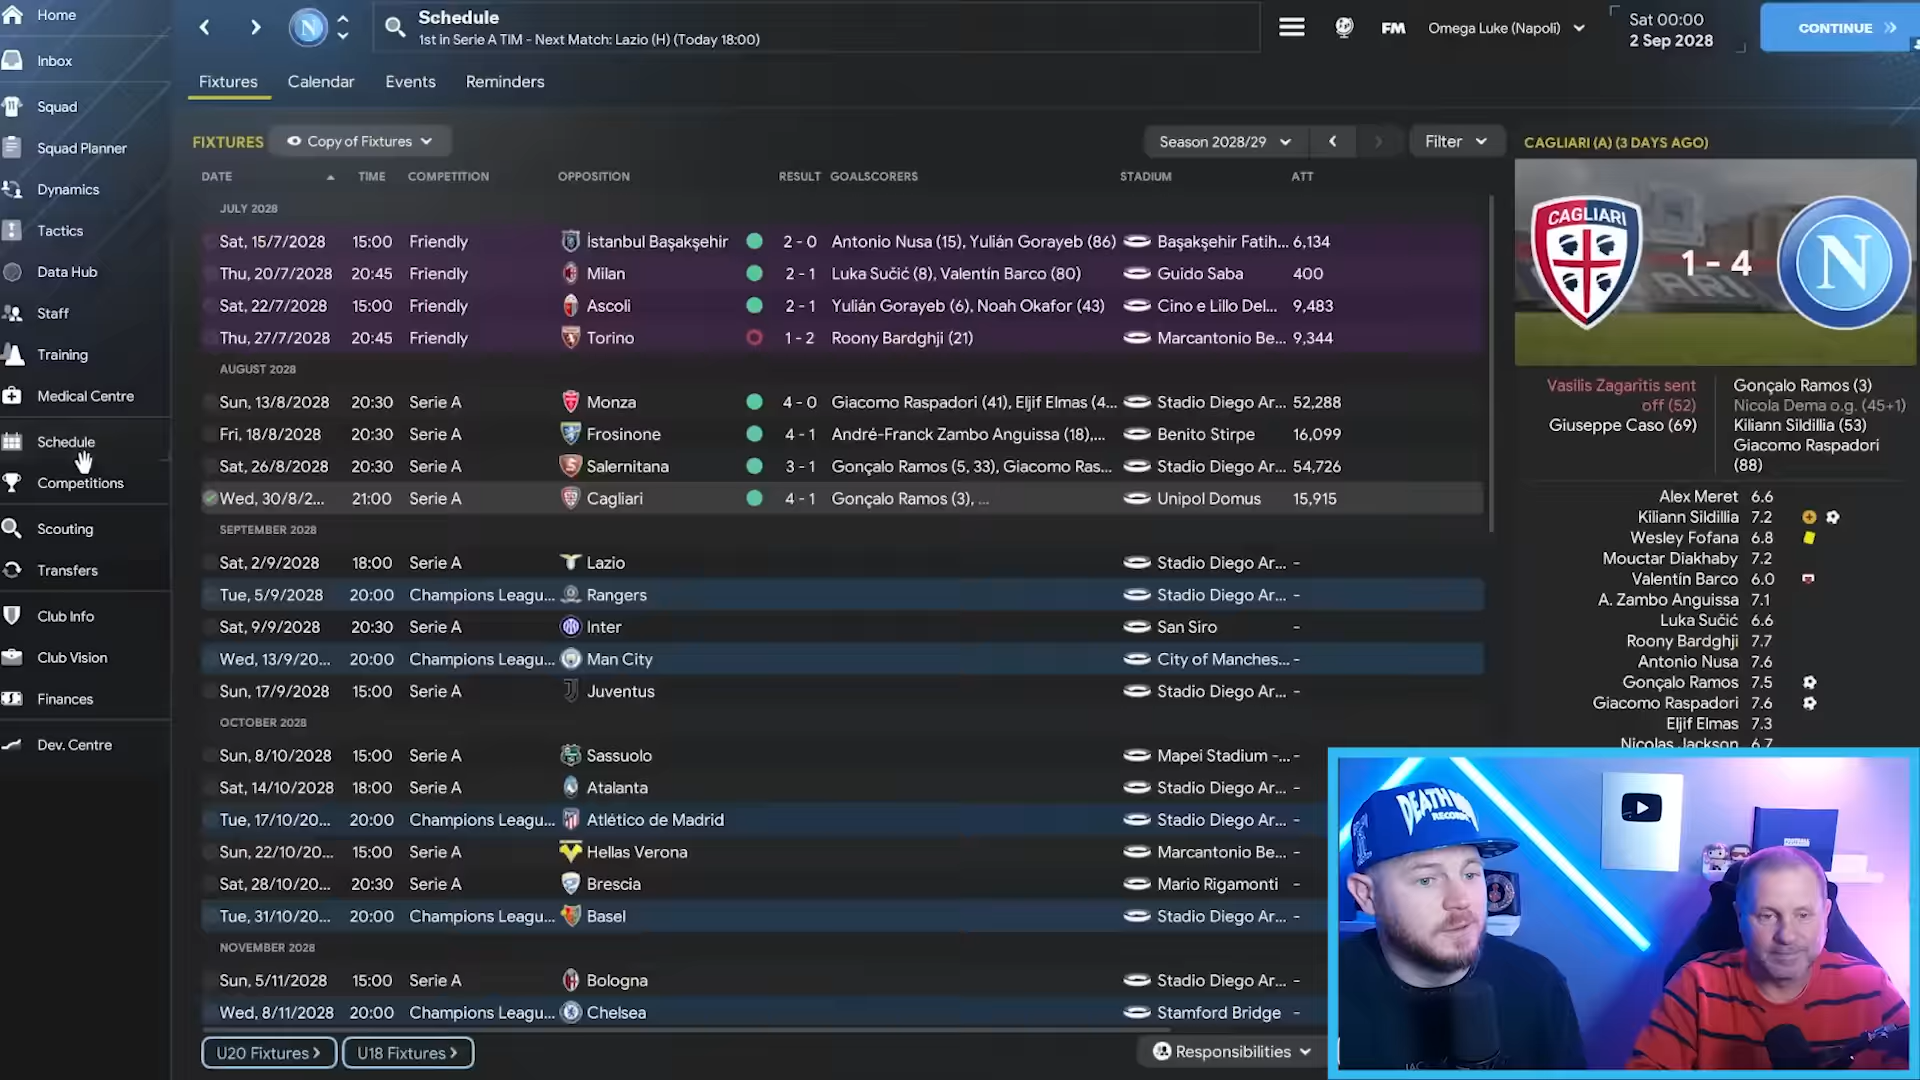 Home
Schedule
1st in Serie A TIM - Next Match: Lazio (H) (Today 18:00)
FM
Omega Luke (Napoli)
Sat 00:00
2 Sep 2028
CONTINUE
Inbox
Fixtures Calendar Events Reminders
Squad
Squad Planner
Dynamics
Tactics
Data Hub
Staff
Training
Medical Centre
Schedule
Competitions
Scouting
Transfers
Club Info
Club Vision
Finances
Dev. Centre
FIXTURES Copy of Fixtures Season 2028/29 Filter
DATE TIME COMPETITION OPPOSITION RESULT GOALSCORERS STADIUM ATT
JULY 2028
Sat, 15/7/2028 15:00 Friendly İstanbul Başakşehir 2 - 0 Antonio Nusa (15), Yulián Gorayeb (86) Başakşehir Fatih... 6,134
Thu, 20/7/2028 20:45 Friendly Milan 2 - 1 Luka Sučić (8), Valentín Barco (80) Guido Saba 400
Sat, 22/7/2028 15:00 Friendly Ascoli 2 - 1 Yulián Gorayeb (6), Noah Okafor (43) Cino e Lillo Del... 9,483
Thu, 27/7/2028 20:45 Friendly Torino 1 - 2 Roony Bardghji (21) Marcantonio Be... 9,344
AUGUST 2028
Sun, 13/8/2028 20:30 Serie A Monza 4 - 0 Giacomo Raspadori (41), Eljif Elmas (4... Stadio Diego Ar... 52,288
Fri, 18/8/2028 20:30 Serie A Frosinone 4 - 1 André-Franck Zambo Anguissa (18),... Benito Stirpe 16,099
Sat, 26/8/2028 20:30 Serie A Salernitana 3 - 1 Gonçalo Ramos (5, 33), Giacomo Ras... Stadio Diego Ar... 54,726
Wed, 30/8/2... 21:00 Serie A Cagliari 4 - 1 Gonçalo Ramos (3), ... Unipol Domus 15,915
SEPTEMBER 2028
Sat, 2/9/2028 18:00 Serie A Lazio Stadio Diego Ar... -
Tue, 5/9/2028 20:00 Champions Leagu... Rangers Stadio Diego Ar... -
Sat, 9/9/2028 20:30 Serie A Inter San Siro -
Wed, 13/9/20... 20:00 Champions Leagu... Man City City of Manches... -
Sun, 17/9/2028 15:00 Serie A Juventus Stadio Diego Ar... -
OCTOBER 2028
Sun, 8/10/2028 15:00 Serie A Sassuolo Mapei Stadium -... -
Sat, 14/10/2028 18:00 Serie A Atalanta Stadio Diego Ar... -
Tue, 17/10/20... 20:00 Champions Leagu... Atlético de Madrid Stadio Diego Ar... -
Sun, 22/10/20... 15:00 Serie A Hellas Verona Marcantonio Be... -
Sat, 28/10/20... 20:30 Serie A Brescia Mario Rigamonti -
Tue, 31/10/20... 20:00 Champions Leagu... Basel Stadio Diego Ar... -
NOVEMBER 2028
Sun, 5/11/2028 15:00 Serie A Bologna Stadio Diego Ar... -
Wed, 8/11/2028 20:00 Champions Leagu... Chelsea Stamford Bridge -
U20 Fixtures U18 Fixtures Responsibilities
CAGLIARI (A) (3 DAYS AGO)
CAGLIARI
1 - 4
N
Vasilis Zagaritis sent
off (52)
Giuseppe Caso (69)
Gonçalo Ramos (3)
Nicola Dema o.g. (45+1)
Kiliann Sildillia (53)
Giacomo Raspadori
(88)
Alex Meret 6.6
Kiliann Sildillia 7.2
Wesley Fofana 6.8
Mouctar Diakhaby 7.2
Valentín Barco 6.0
A. Zambo Anguissa 7.1
Luka Sučić 6.6
Roony Bardghji 7.7
Antonio Nusa 7.6
Gonçalo Ramos 7.5
Giacomo Raspadori 7.6
Eljif Elmas 7.3
Nicolas Jackson 6.7
DEATH ROW
RECORDS